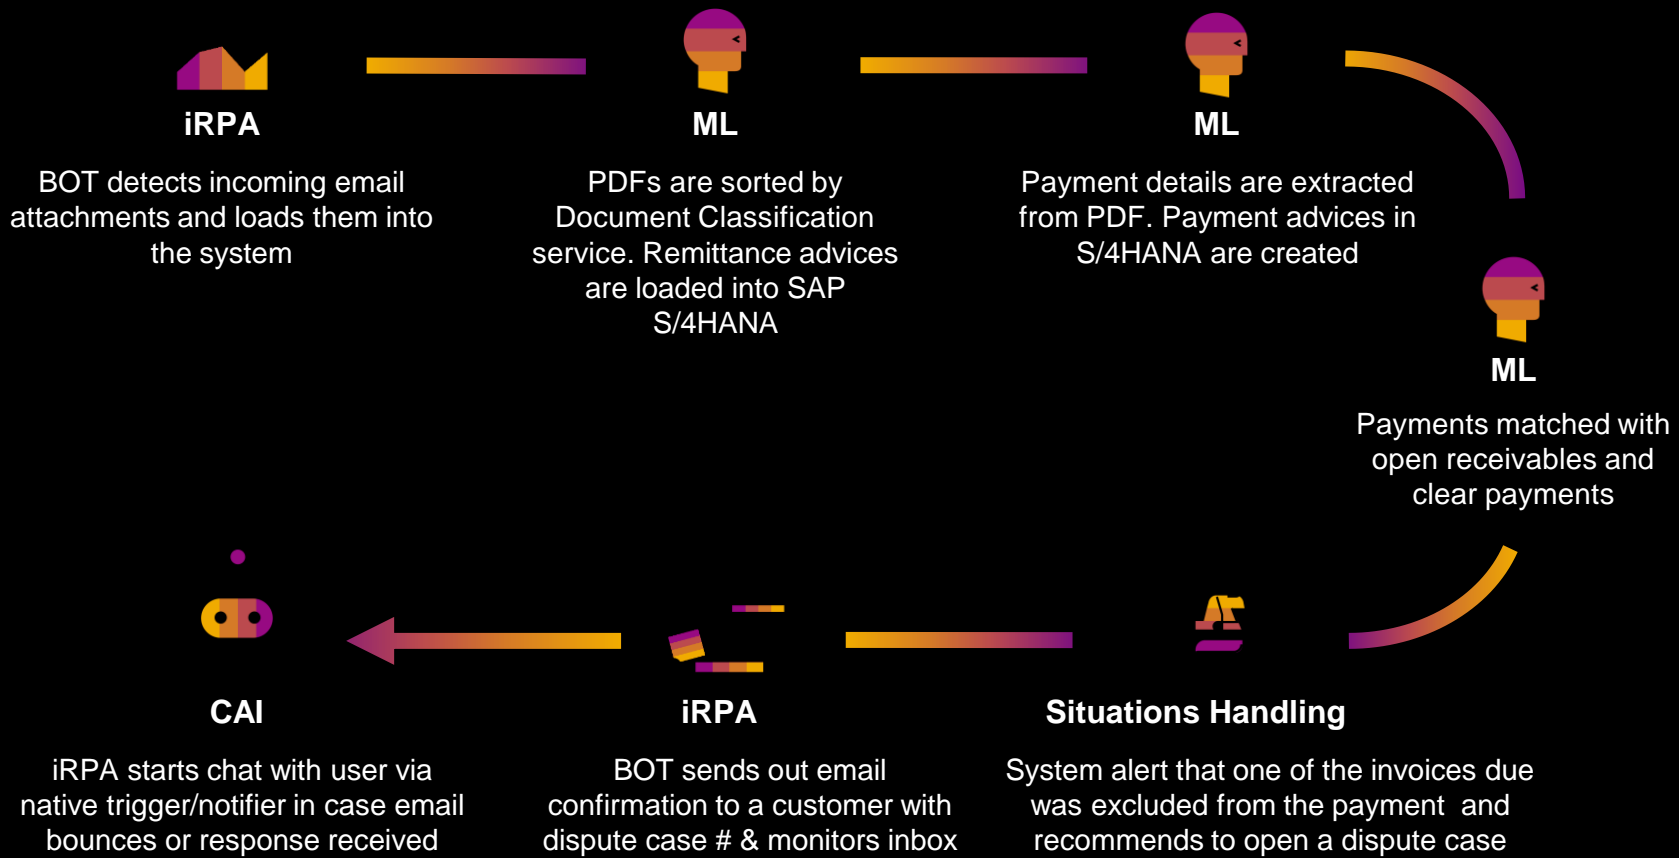 iRPA
BOT detects incoming email
attachments and loads them into
the system
ML
PDFs are sorted by
Document Classification
service. Remittance advices
are loaded into SAP
S/4HANA
ML
Payment details are extracted
from PDF. Payment advices in
S/4HANA are created
ML
Payments matched with
open receivables and
clear payments
Situations Handling
System alert that one of the invoices due
was excluded from the payment  and
recommends to open a dispute case
iRPA
BOT sends out email
confirmation to a customer with
dispute case # & monitors inbox
CAI
iRPA starts chat with user via
native trigger/notifier in case email
bounces or response received